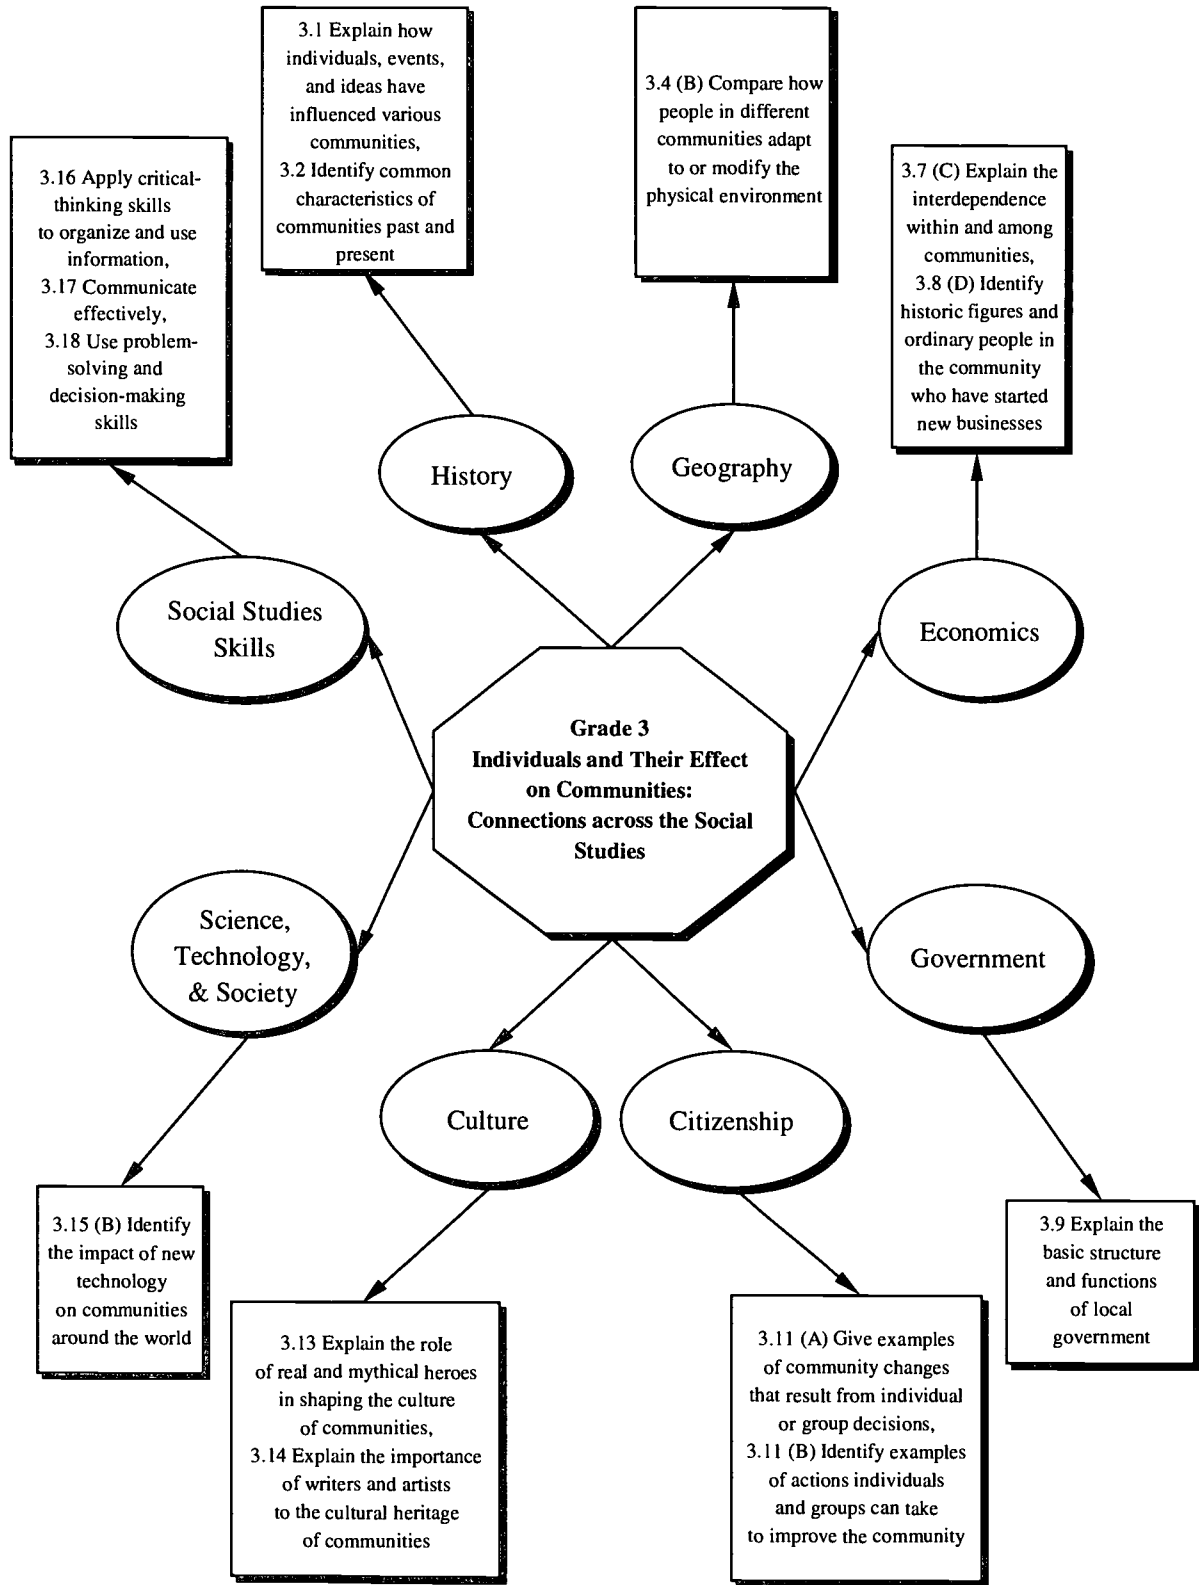 3.1 Explain how
individuals, events,
and ideas have
influenced various
communities,
3.2 Identify common
characteristics of
communities past and
present
3.4 (B) Compare how
people in different
communities adapt
to or modify the
physical environment
3.16 Apply critical-
thinking skills
to organize and use
information,
3.17 Communicate
effectively,
3.18 Use problem-
solving and
decision-making
skills
3.7 (C) Explain the
interdependence
within and among
communities,
3.8 (D) Identify
historic figures and
ordinary people in
the community
who have started
new businesses
History
Geography
Social Studies
Skills
Economics
Grade 3
Individuals and Their Effect
on Communities:
Connections across the Social
Studies
Science,
Technology,
& Society
Government
Culture
Citizenship
3.15 (B) Identify
the impact of new
technology
on communities
around the world
3.13 Explain the role
of real and mythical heroes
in shaping the culture
of communities,
3.14 Explain the importance
of writers and artists
to the cultural heritage
of communities
3.11 (A) Give examples
of community changes
that result from individual
or group decisions,
3.11 (B) Identify examples
of actions individuals
and groups can take
to improve the community
3.9 Explain the
basic structure
and functions
of local
government